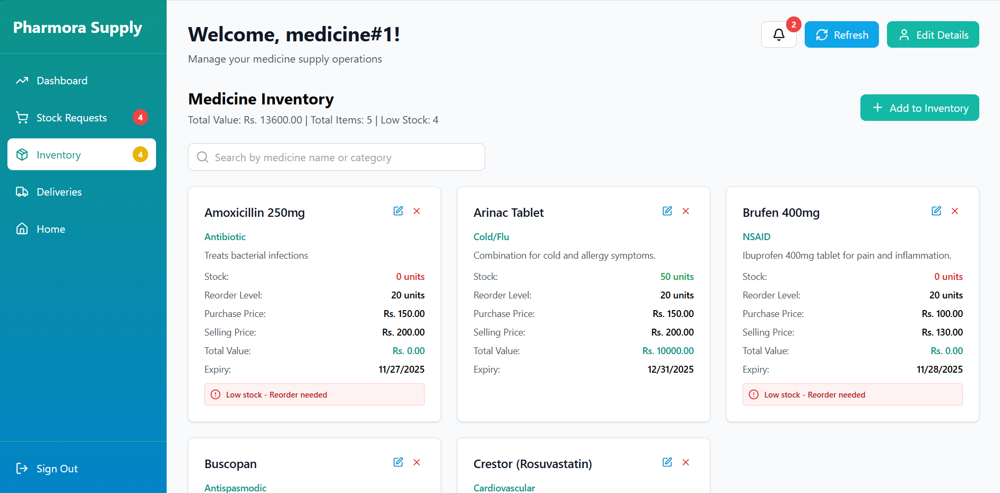 Pharmora Supply
Dashboard
Stock Requests 4
Inventory 4
Deliveries
Home
Sign Out
Welcome, medicine#1!
Manage your medicine supply operations
2
Refresh
Edit Details
Medicine Inventory
Total Value: Rs. 13600.00 | Total Items: 5 | Low Stock: 4
Add to Inventory
Search by medicine name or category
Amoxicillin 250mg
Antibiotic
Treats bacterial infections
Stock: 0 units
Reorder Level: 20 units
Purchase Price: Rs. 150.00
Selling Price: Rs. 200.00
Total Value: Rs. 0.00
Expiry: 11/27/2025
Low stock - Reorder needed
Arinac Tablet
Cold/Flu
Combination for cold and allergy symptoms.
Stock: 50 units
Reorder Level: 20 units
Purchase Price: Rs. 150.00
Selling Price: Rs. 200.00
Total Value: Rs. 10000.00
Expiry: 12/31/2025
Brufen 400mg
NSAID
Ibuprofen 400mg tablet for pain and inflammation.
Stock: 0 units
Reorder Level: 20 units
Purchase Price: Rs. 100.00
Selling Price: Rs. 130.00
Total Value: Rs. 0.00
Expiry: 11/28/2025
Low stock - Reorder needed
Buscopan
Antispasmodic
Crestor (Rosuvastatin)
Cardiovascular